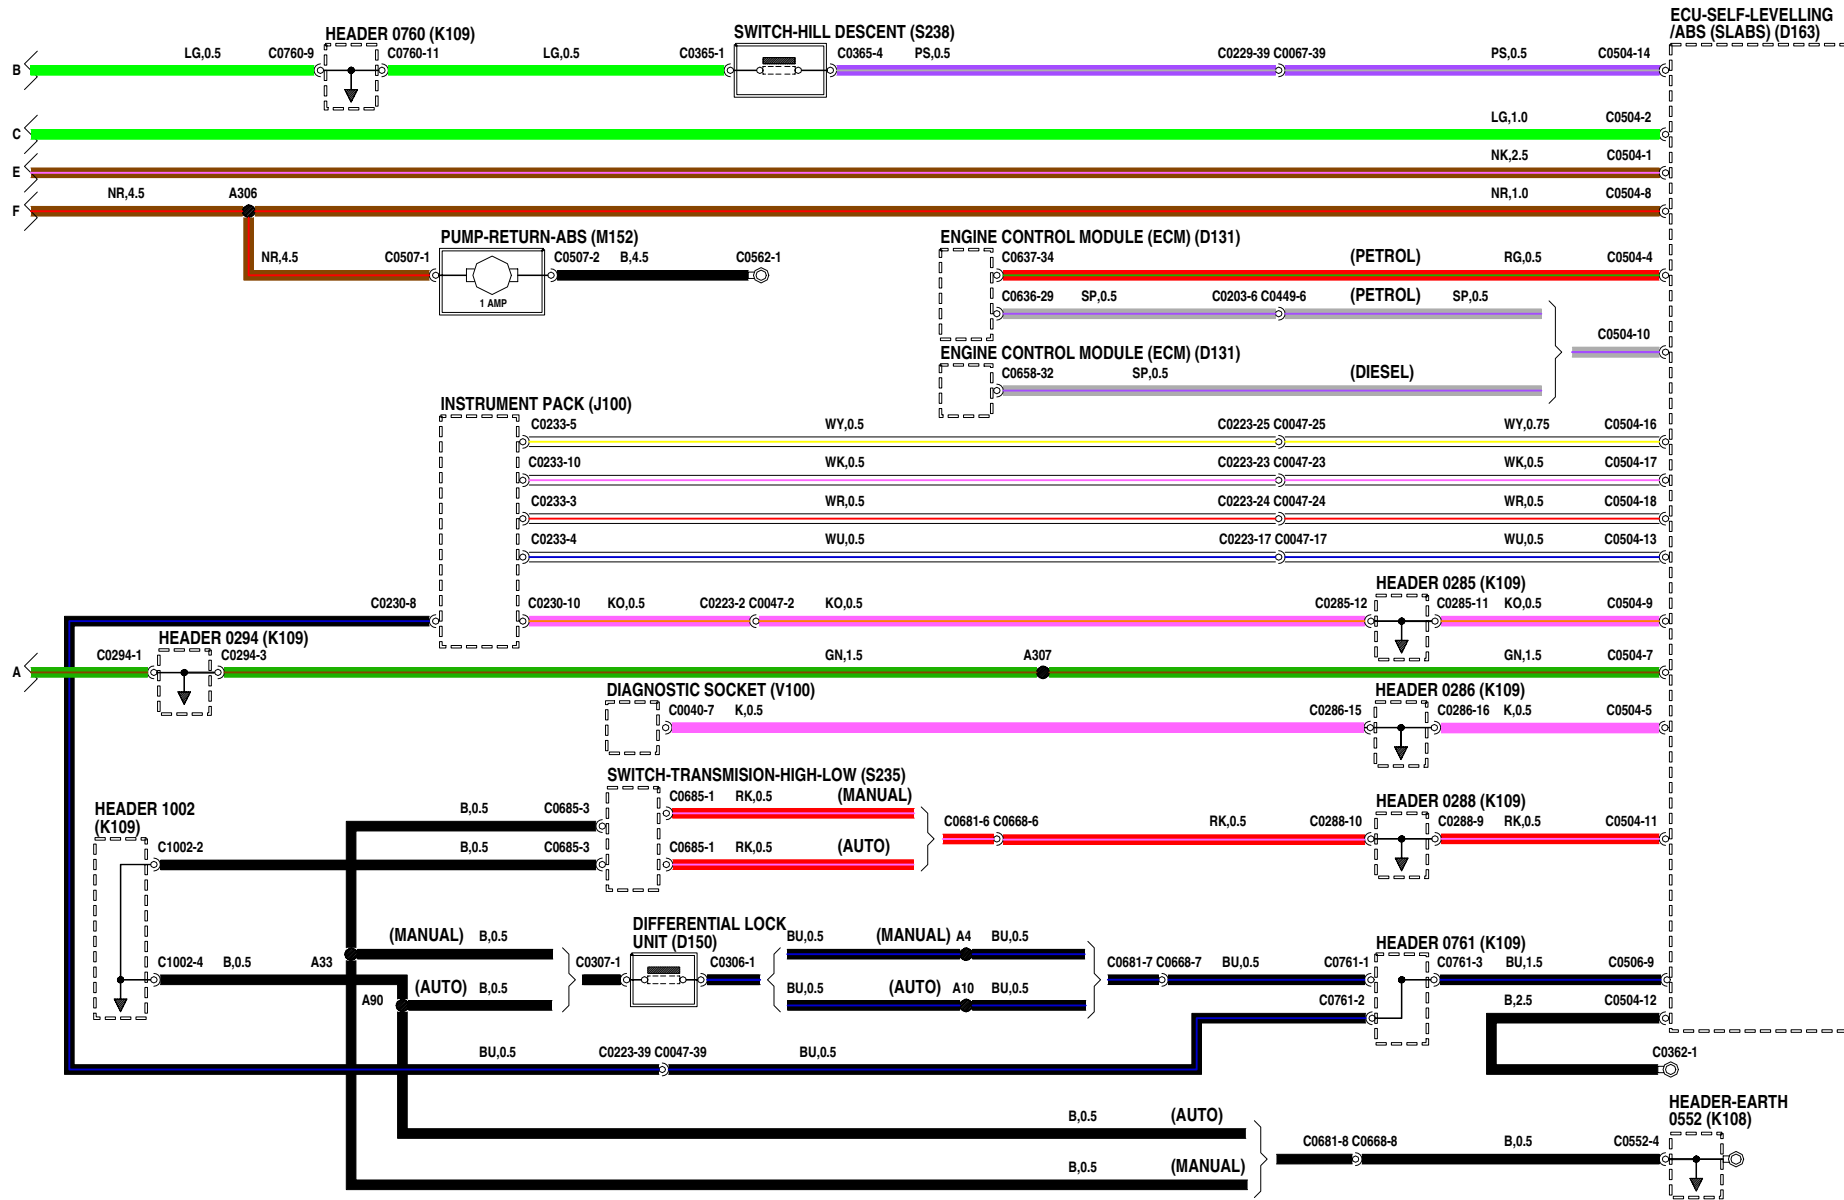 ECU-SELF-LEVELLING
/ABS (SLABS) (D163)
HEADER 0760 (K109)
SWITCH-HILL DESCENT (S238)
B
LG,0.5
C0760-9
C0760-11
LG,0.5
C0365-1
C0365-4
PS,0.5
C0229-39 C0067-39
PS,0.5
C0504-14
C
LG,1.0
C0504-2
E
NK,2.5
C0504-1
F
NR,4.5
A306
NR,1.0
C0504-8
PUMP-RETURN-ABS (M152)
NR,4.5
C0507-1
C0507-2
B,4.5
C0562-1
1 AMP
ENGINE CONTROL MODULE (ECM) (D131)
C0637-34
(PETROL)
RG,0.5
C0504-4
C0636-29
SP,0.5
C0203-6 C0449-6
(PETROL)
SP,0.5
C0504-10
ENGINE CONTROL MODULE (ECM) (D131)
C0658-32
SP,0.5
(DIESEL)
INSTRUMENT PACK (J100)
C0233-5
WY,0.5
C0223-25 C0047-25
WY,0.75
C0504-16
C0233-10
WK,0.5
C0223-23 C0047-23
WK,0.5
C0504-17
C0233-3
WR,0.5
C0223-24 C0047-24
WR,0.5
C0504-18
C0233-4
WU,0.5
C0223-17 C0047-17
WU,0.5
C0504-13
HEADER 0285 (K109)
C0230-8
C0230-10
KO,0.5
C0223-2 C0047-2
KO,0.5
C0285-12
C0285-11
KO,0.5
C0504-9
HEADER 0294 (K109)
A
C0294-1
C0294-3
GN,1.5
A307
GN,1.5
C0504-7
DIAGNOSTIC SOCKET (V100)
HEADER 0286 (K109)
C0040-7
K,0.5
C0286-15
C0286-16
K,0.5
C0504-5
SWITCH-TRANSMISION-HIGH-LOW (S235)
HEADER 1002
(K109)
B,0.5
C0685-3
C0685-1
RK,0.5
(MANUAL)
HEADER 0288 (K109)
C0681-6 C0668-6
RK,0.5
C0288-10
C0288-9
RK,0.5
C0504-11
C1002-2
B,0.5
C0685-3
C0685-1
RK,0.5
(AUTO)
DIFFERENTIAL LOCK
UNIT (D150)
(MANUAL)
B,0.5
BU,0.5
(MANUAL)
A4
BU,0.5
HEADER 0761 (K109)
C1002-4
B,0.5
A33
C0307-1
C0306-1
C0681-7 C0668-7
BU,0.5
C0761-1
C0761-3
BU,1.5
C0506-9
A90
(AUTO)
B,0.5
BU,0.5
(AUTO)
A10
BU,0.5
C0761-2
B,2.5
C0504-12
BU,0.5
C0223-39 C0047-39
BU,0.5
C0362-1
HEADER-EARTH
0552 (K108)
B,0.5
(AUTO)
C0681-8 C0668-8
B,0.5
C0552-4
B,0.5
(MANUAL)